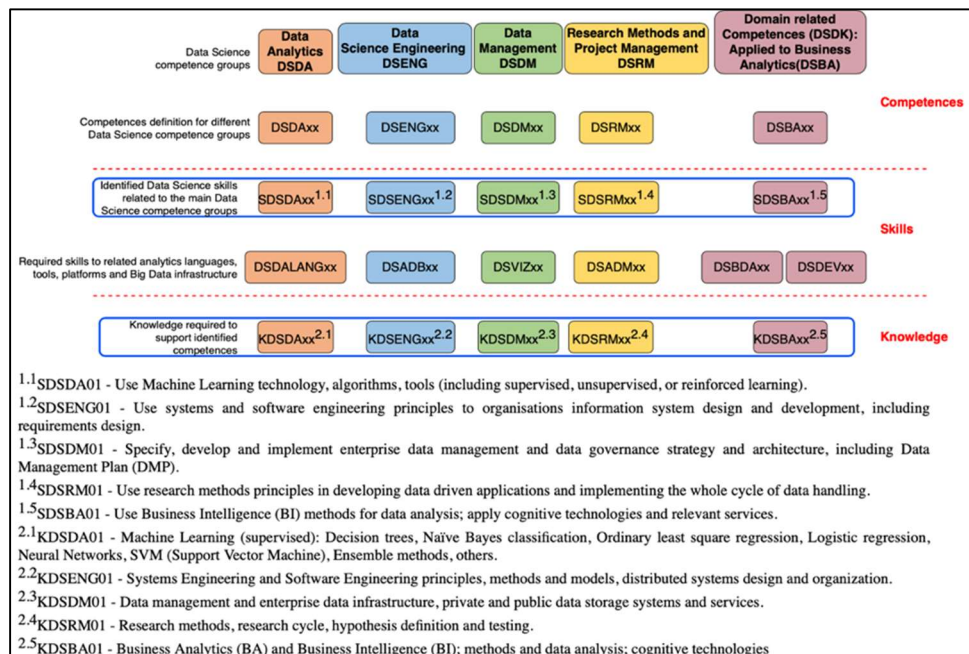 Data Science
competence groups
Data
Analytics
DSDA
Data
Science Engineering
DSENG
Data
Management
DSDM
Research Methods and
Project Management
DSRM
Domain related
Competences (DSDK):
Applied to Business
Analytics(DSBA)
Competences
Competences definition for different
Data Science competence groups
DSDAxx
DSENGxx
DSDMxx
DSRMxx
DSBAxx
Identified Data Science skills
related to the main Data
Science competence groups
SDSDAxx1.1
SDSENGxx1.2
SDSDMxx1.3
SDSRMxx1.4
SDSBAxx1.5
Skills
Required skills to related analytics languages,
tools, platforms and Big Data infrastructure
DSDALANGxx
DSADBxx
DSVIZxx
DSADMxx
DSBDAxx
DSDEVxx
Knowledge required to
support identified
competences
KDSDAxx2.1
KDSENGxx2.2
KDSDMxx2.3
KDSRMxx2.4
KDSBAxx2.5
Knowledge
1.1SDSDA01 - Use Machine Learning technology, algorithms, tools (including supervised, unsupervised, or reinforced learning).
1.2SDSENG01 - Use systems and software engineering principles to organisations information system design and development, including
requirements design.
1.3SDSDM01 - Specify, develop and implement enterprise data management and data governance strategy and architecture, including Data
Management Plan (DMP).
1.4SDSRM01 - Use research methods principles in developing data driven applications and implementing the whole cycle of data handling.
1.5SDSBA01 - Use Business Intelligence (BI) methods for data analysis; apply cognitive technologies and relevant services.
2.1KDSDA01 - Machine Learning (supervised): Decision trees, Naïve Bayes classification, Ordinary least square regression, Logistic regression,
Neural Networks, SVM (Support Vector Machine), Ensemble methods, others.
2.2KDSENG01 - Systems Engineering and Software Engineering principles, methods and models, distributed systems design and organization.
2.3KDSDM01 - Data management and enterprise data infrastructure, private and public data storage systems and services.
2.4KDSRM01 - Research methods, research cycle, hypothesis definition and testing.
2.5KDSBA01 - Business Analytics (BA) and Business Intelligence (BI); methods and data analysis; cognitive technologies